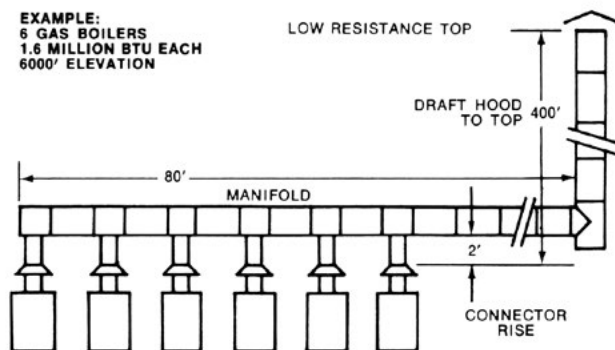 EXAMPLE:
6 GAS BOILERS
1.6 MILLION BTU EACH
6000' ELEVATION
LOW RESISTANCE TOP
DRAFT HOOD
TO TOP
400'
80'
MANIFOLD
2'
CONNECTOR
RISE